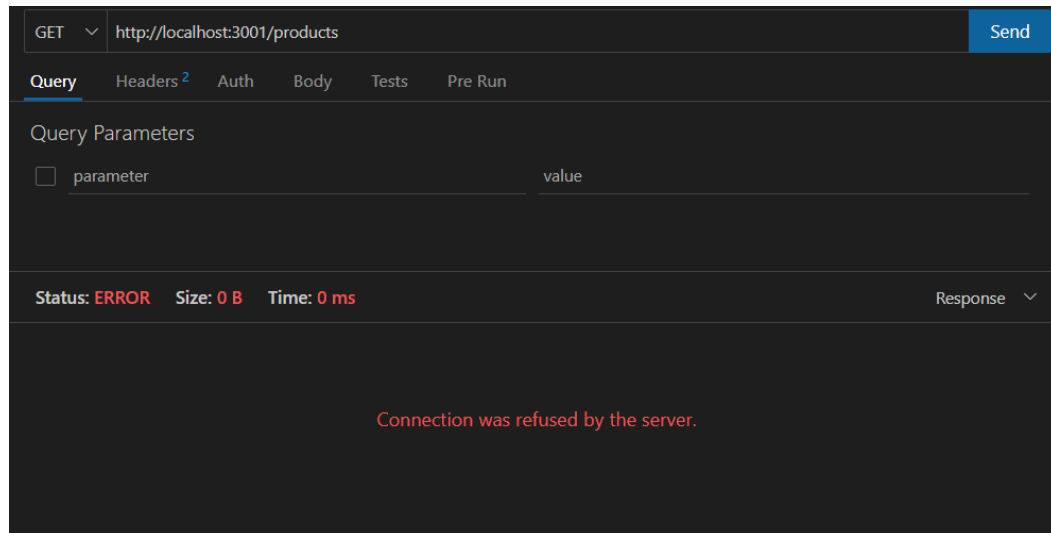 GET http://localhost:3001/products Send
Query Headers 2 Auth Body Tests Pre Run
Query Parameters
parameter value
Status: ERROR Size: 0 B Time: 0 ms Response
Connection was refused by the server.